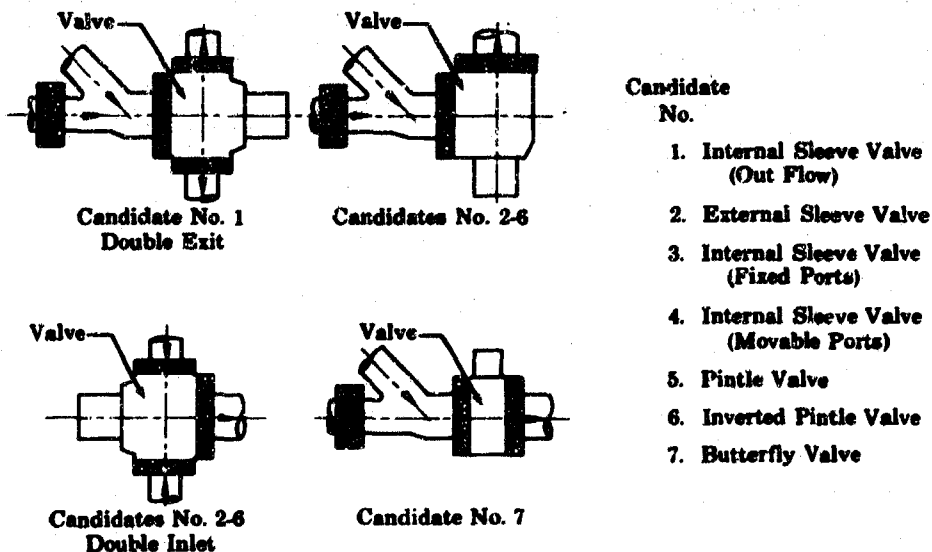 Valve
Valve
Candidate No. 1
Double Exit
Candidates No. 2-6
Valve
Valve
Candidates No. 2-6
Double Inlet
Candidate No. 7
Candidate
No.
1. Internal Sleeve Valve
(Out Flow)
2. External Sleeve Valve
3. Internal Sleeve Valve
(Fixed Ports)
4. Internal Sleeve Valve
(Movable Ports)
5. Pintle Valve
6. Inverted Pintle Valve
7. Butterfly Valve